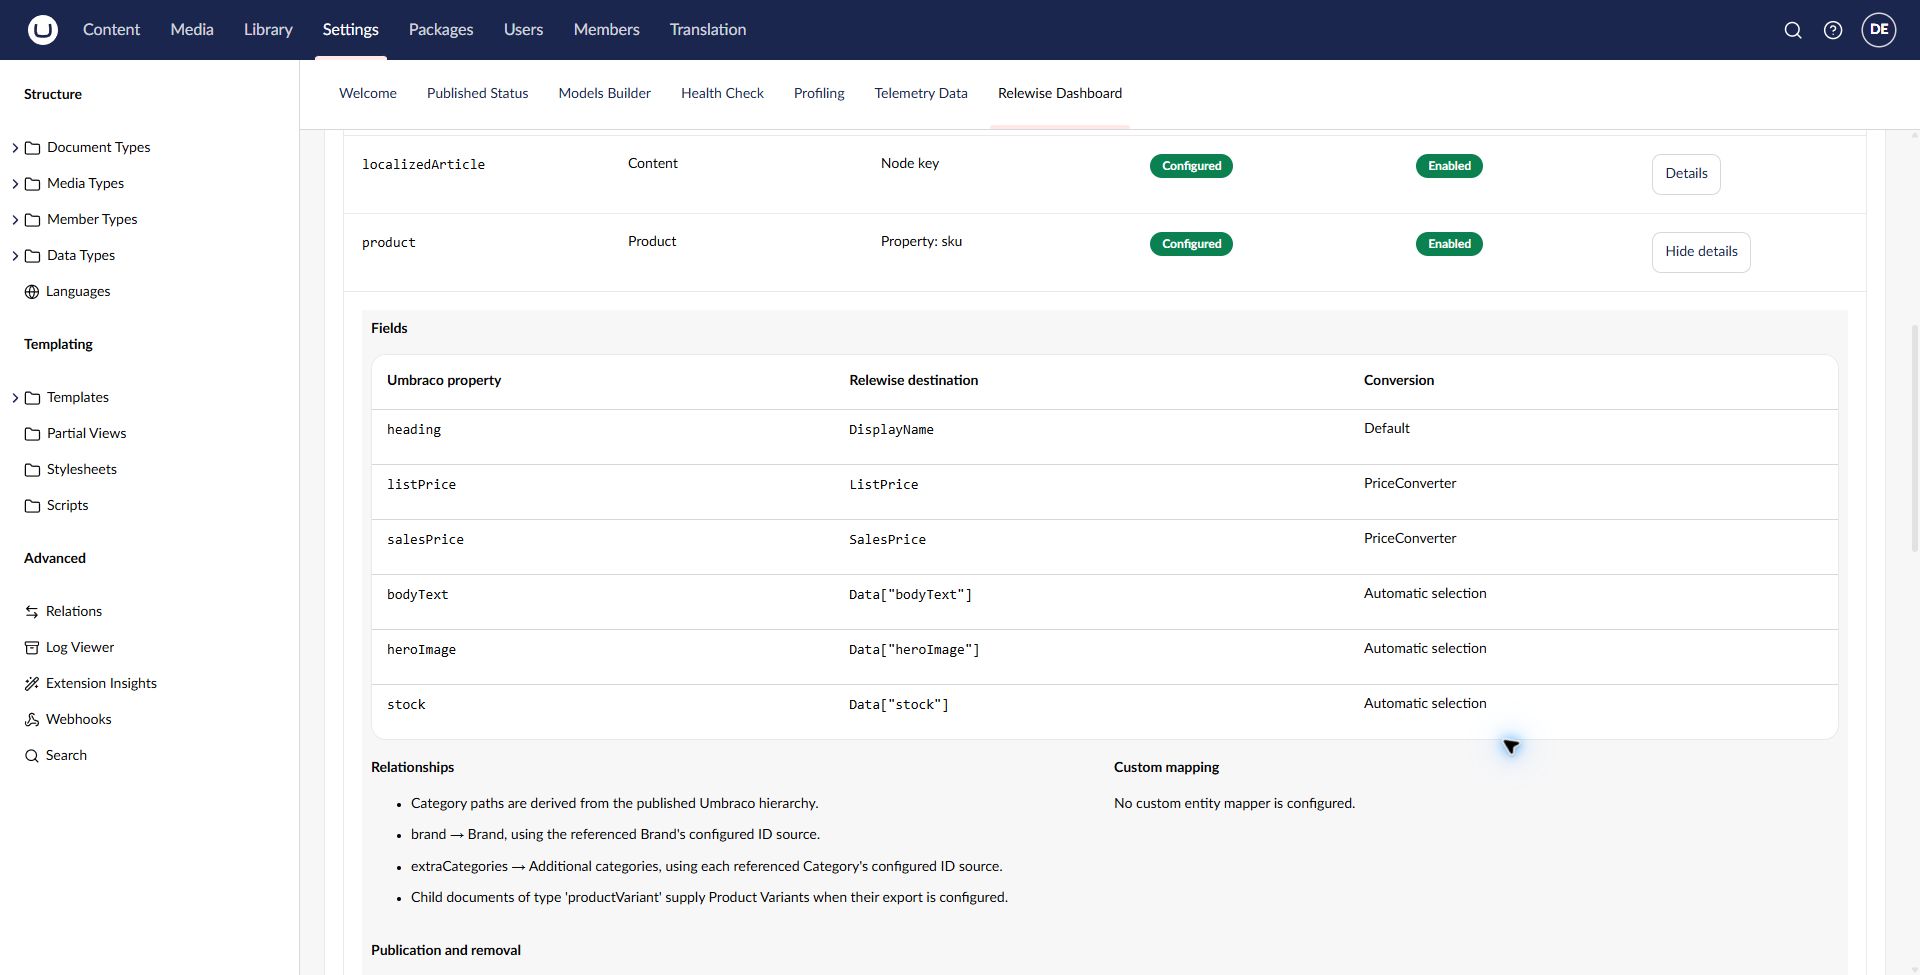 Content Media Library Settings Packages Users Members Translation DE
Structure
Document Types
Media Types
Member Types
Data Types
Languages
Templating
Templates
Partial Views
Stylesheets
Scripts
Advanced
Relations
Log Viewer
Extension Insights
Webhooks
Search
Welcome Published Status Models Builder Health Check Profiling Telemetry Data Relewise Dashboard
localizedArticle Content Node key Configured Enabled Details
product Product Property: sku Configured Enabled Hide details
Fields
Umbraco property Relewise destination Conversion
heading DisplayName Default
listPrice ListPrice PriceConverter
salesPrice SalesPrice PriceConverter
bodyText Data["bodyText"] Automatic selection
heroImage Data["heroImage"] Automatic selection
stock Data["stock"] Automatic selection
Relationships
• Category paths are derived from the published Umbraco hierarchy.
• brand → Brand, using the referenced Brand's configured ID source.
• extraCategories → Additional categories, using each referenced Category's configured ID source.
• Child documents of type 'productVariant' supply Product Variants when their export is configured.
Custom mapping
No custom entity mapper is configured.
Publication and removal